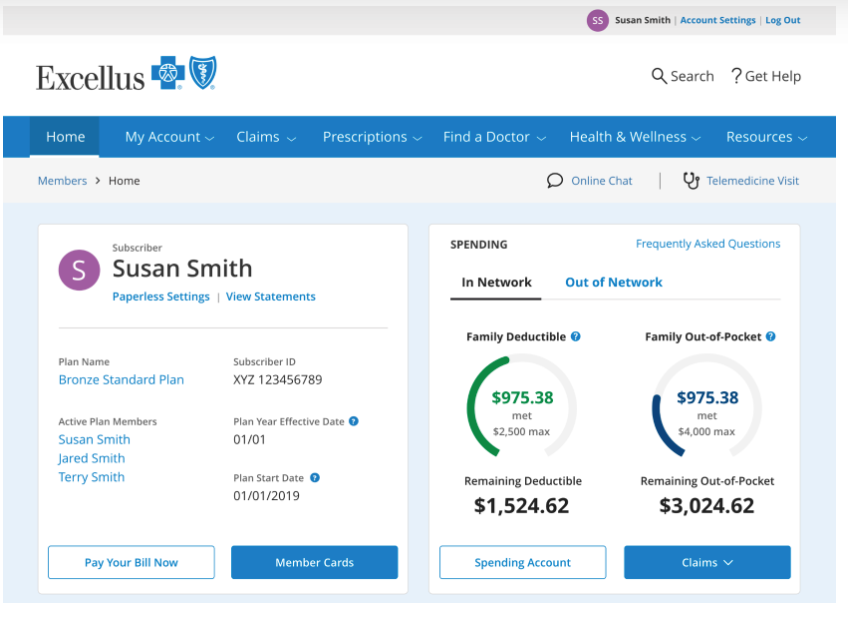 SS Susan Smith | Account Settings | Log Out
Excellus
Search ? Get Help
Home My Account Claims Prescriptions Find a Doctor Health & Wellness Resources
Members > Home Online Chat | Telemedicine Visit
Subscriber
S Susan Smith
Paperless Settings | View Statements
Plan Name
Bronze Standard Plan
Subscriber ID
XYZ 123456789
Active Plan Members
Susan Smith
Jared Smith
Terry Smith
Plan Year Effective Date ?
01/01
Plan Start Date ?
01/01/2019
Pay Your Bill Now
Member Cards
SPENDING
Frequently Asked Questions
In Network Out of Network
Family Deductible ?
$975.38
met
$2,500 max
Remaining Deductible
$1,524.62
Family Out-of-Pocket ?
$975.38
met
$4,000 max
Remaining Out-of-Pocket
$3,024.62
Spending Account
Claims